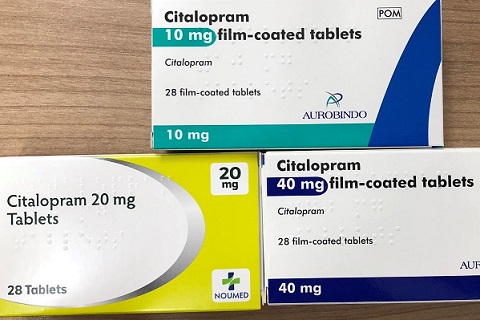 Citalopram
10 mg film-coated tablets
POM
Citalopram
28 film-coated tablets
AUROBINDO
10 mg
Citalopram 20 mg
Tablets
20
mg
28 Tablets
NOUMED
Citalopram
40 mg film-coated tablets
Citalopram
28 film-coated tablets
AU
40 mg